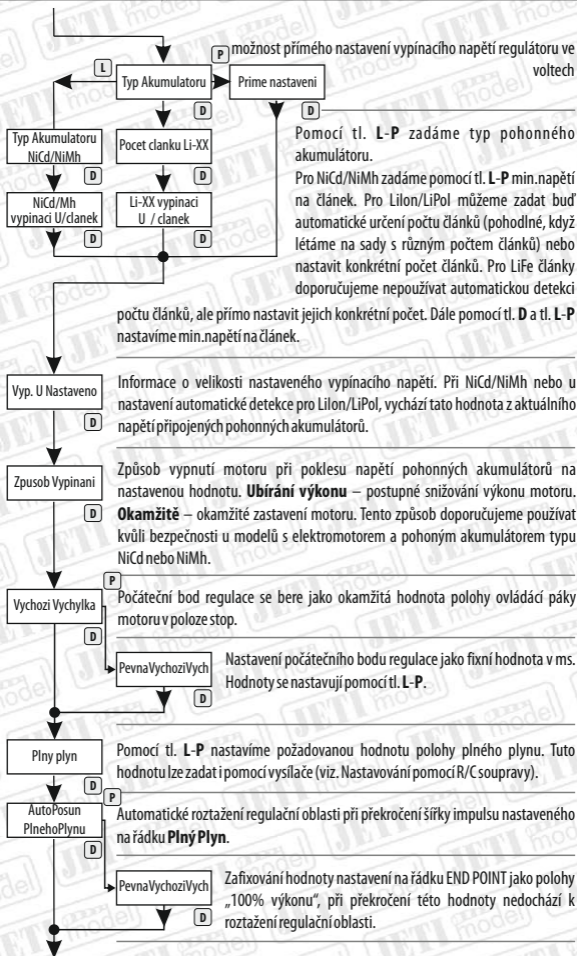 P možnost přímého nastavení vypínacího napětí regulátoru ve
voltech
L
Typ Akumulatoru
Prime nastaveni
D
D
Typ Akumulatoru
NiCd/NiMh
Pocet clanku Li-XX
D
D
NiCd/Mh
vypinaci U/clanek
Li-XX vypinaci
U / clanek
D
D
Pomocí tl. L-P zadáme typ pohonného
akumulátoru.
Pro NiCd/NiMh zadáme pomocí tl. L-P min.napětí
na článek. Pro LiIon/LiPol můžeme zadat buď
automatické určení počtu článků (pohodlné, když
létáme na sady s různým počtem článků) nebo
nastavit konkrétní počet článků. Pro LiFe články
doporučujeme nepoužívat automatickou detekci
počtu článků, ale přímo nastavit jejich konkrétní počet. Dále pomocí tl. D a tl. L-P
nastavíme min.napětí na článek.
Vyp. U Nastaveno
D
Informace o velikosti nastaveného vypínacího napětí. Při NiCd/NiMh nebo u
nastavení automatické detekce pro LiIon/LiPol, vychází tato hodnota z aktuálního
napětí připojených pohonných akumulátorů.
Zpusob Vypinani
D
Způsob vypnutí motoru při poklesu napětí pohonných akumulátorů na
nastavenou hodnotu. Ubírání výkonu – postupné snižování výkonu motoru.
Okamžitě – okamžité zastavení motoru. Tento způsob doporučujeme používat
kvůli bezpečnosti u modelů s elektromotorem a pohoným akumulátorem typu
NiCd nebo NiMh.
P
Vychozi Vychylka
D
Počáteční bod regulace se bere jako okamžitá hodnota polohy ovládací páky
motoru v poloze stop.
PevnaVychoziVych
D
Nastavení počátečního bodu regulace jako fixní hodnota v ms.
Hodnoty se nastavují pomocí tl. L-P.
Plny plyn
D
Pomocí tl. L-P nastavíme požadovanou hodnotu polohy plného plynu. Tuto
hodnotu lze zadat i pomocí vysílače (viz. Nastavování pomocí R/C soupravy).
P
AutoPosun
PlnehoPlynu
D
Automatické roztažení regulační oblasti při překročení šířky impulsu nastaveného
na řádku Plný Plyn.
PevnaVychoziVych
D
Zafixování hodnoty nastavení na řádku END POINT jako polohy
„100% výkonu“, při překročení této hodnoty nedochází k
roztažení regulační oblasti.